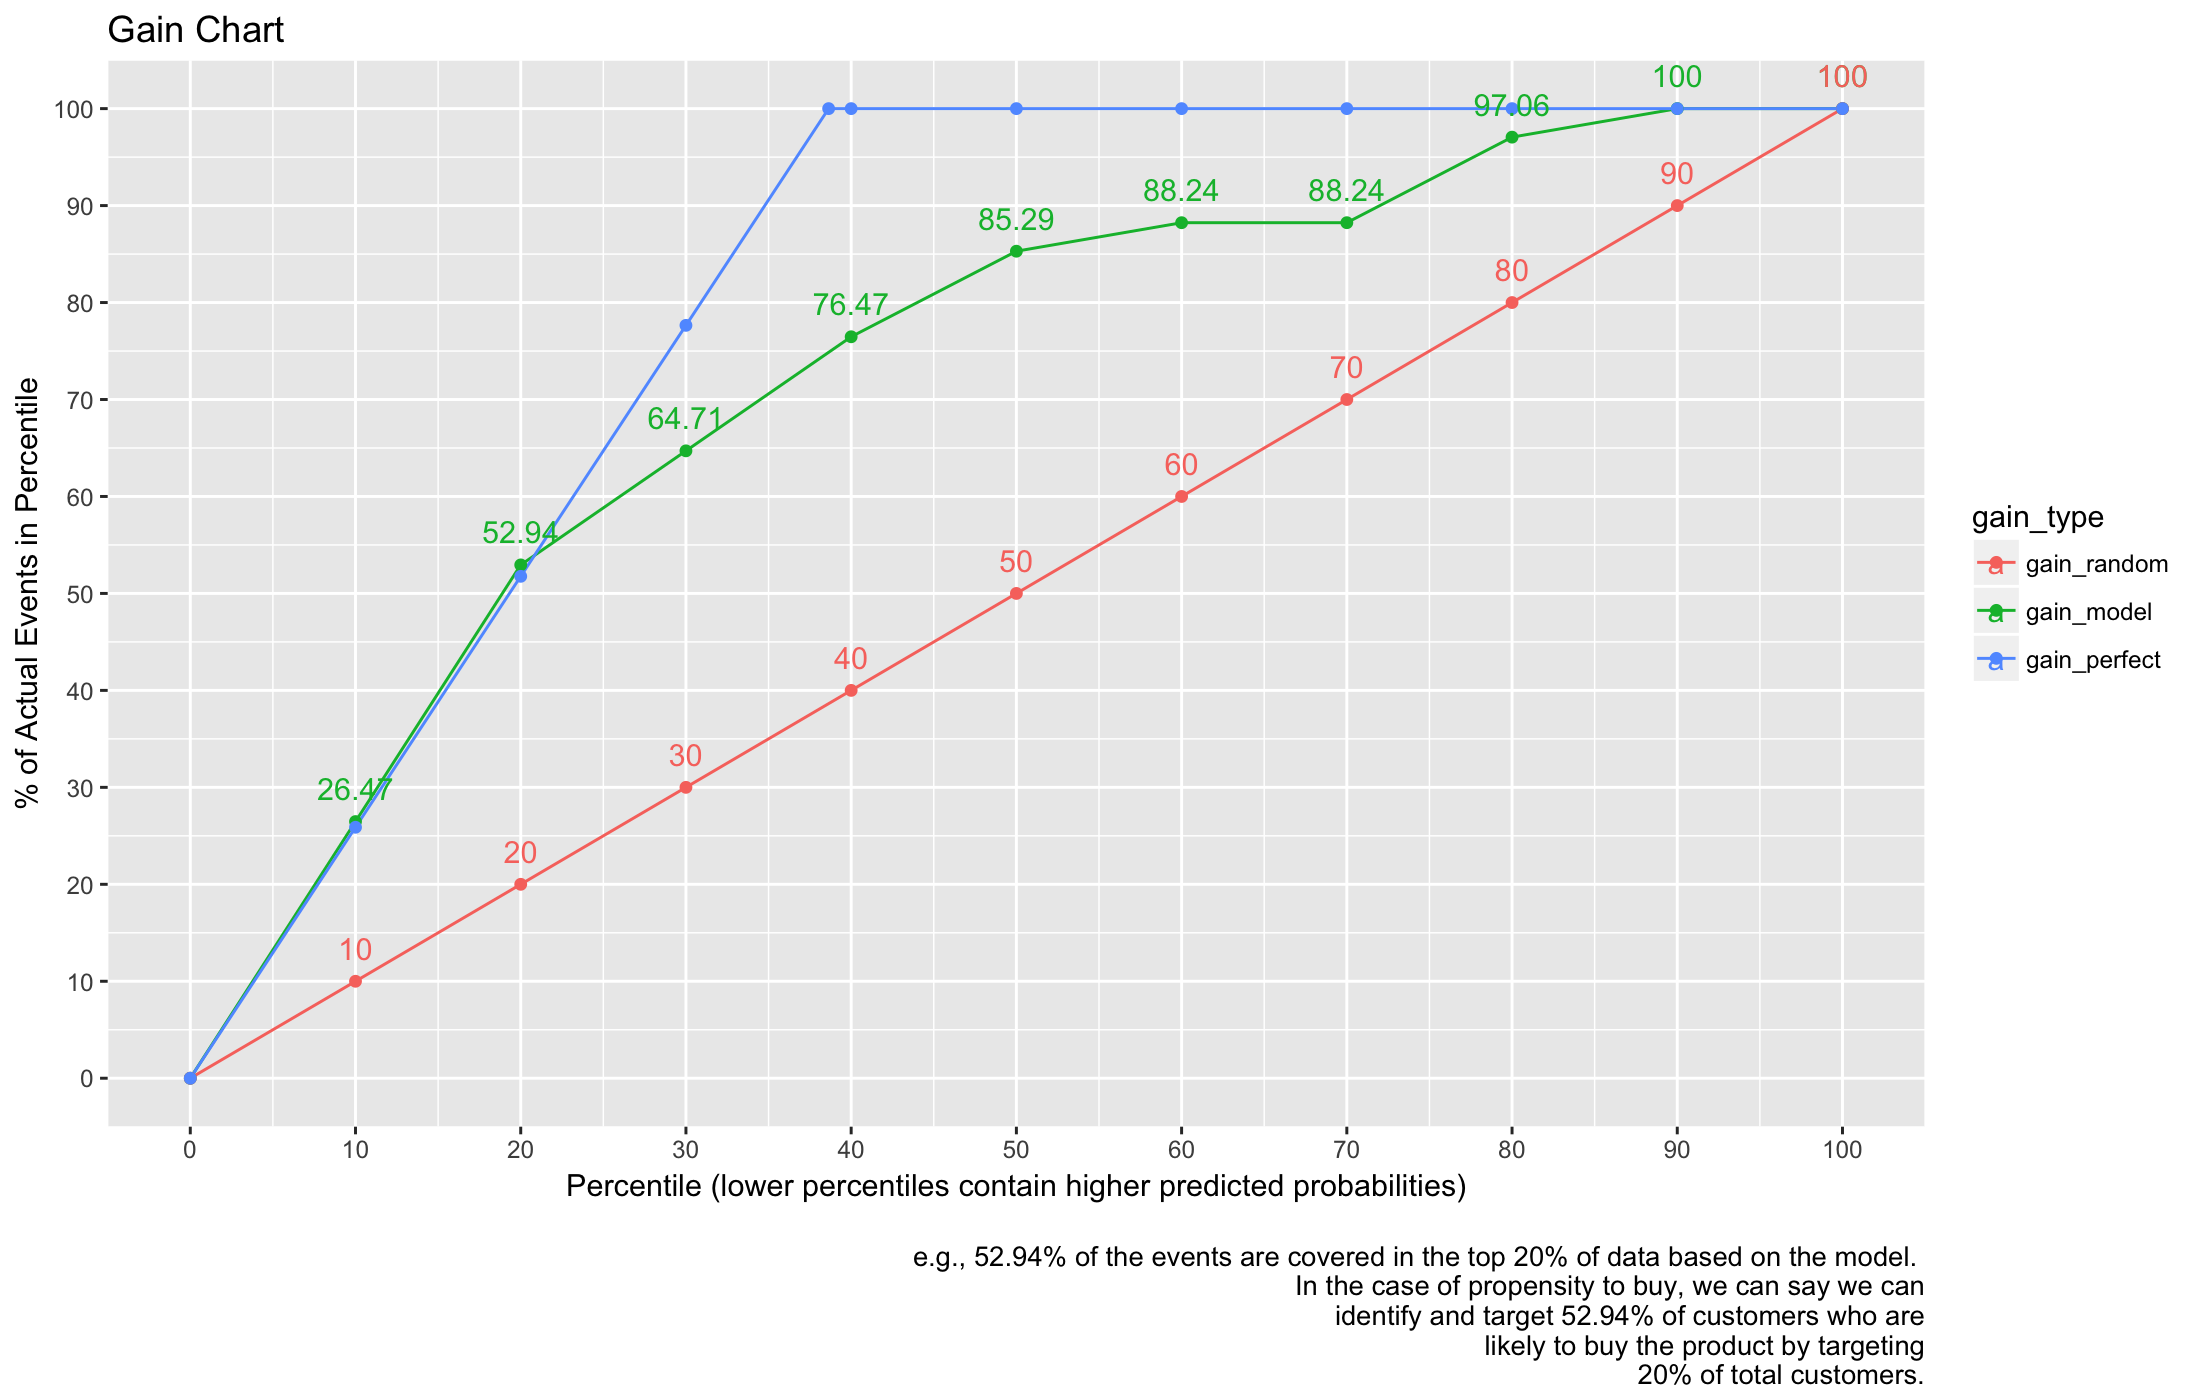 Gain Chart
100
100
97.06
100
90
90
88.24
88.24
85.29
80
80
76.47
70
70
64.71
60
60
52.94
50
50
40
40
30
30
26.47
20
20
10
10
0
0 10 20 30 40 50 60 70 80 90 100
% of Actual Events in Percentile
Percentile (lower percentiles contain higher predicted probabilities)
gain_type
a gain_random
a gain_model
a gain_perfect
e.g., 52.94% of the events are covered in the top 20% of data based on the model.
In the case of propensity to buy, we can say we can
identify and target 52.94% of customers who are
likely to buy the product by targeting
20% of total customers.